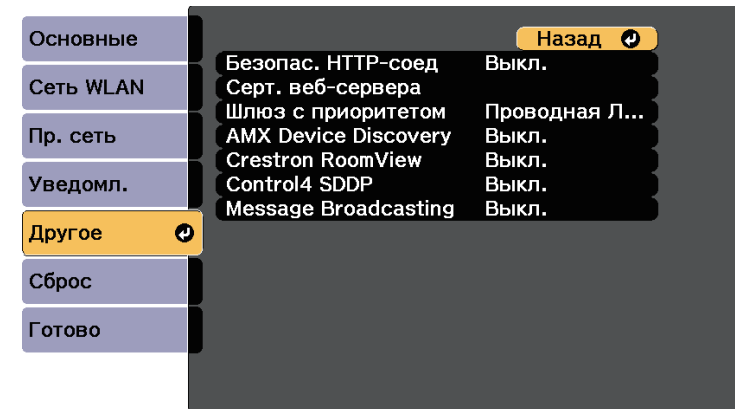 Основные
Сеть WLAN
Пр. сеть
Уведомл.
Другое
Сброс
Готово
Назад
Безопас. HTTP-соед Выкл.
Серт. веб-сервера
Шлюз с приоритетом Проводная Л...
AMX Device Discovery Выкл.
Crestron RoomView Выкл.
Control4 SDDP Выкл.
Message Broadcasting Выкл.